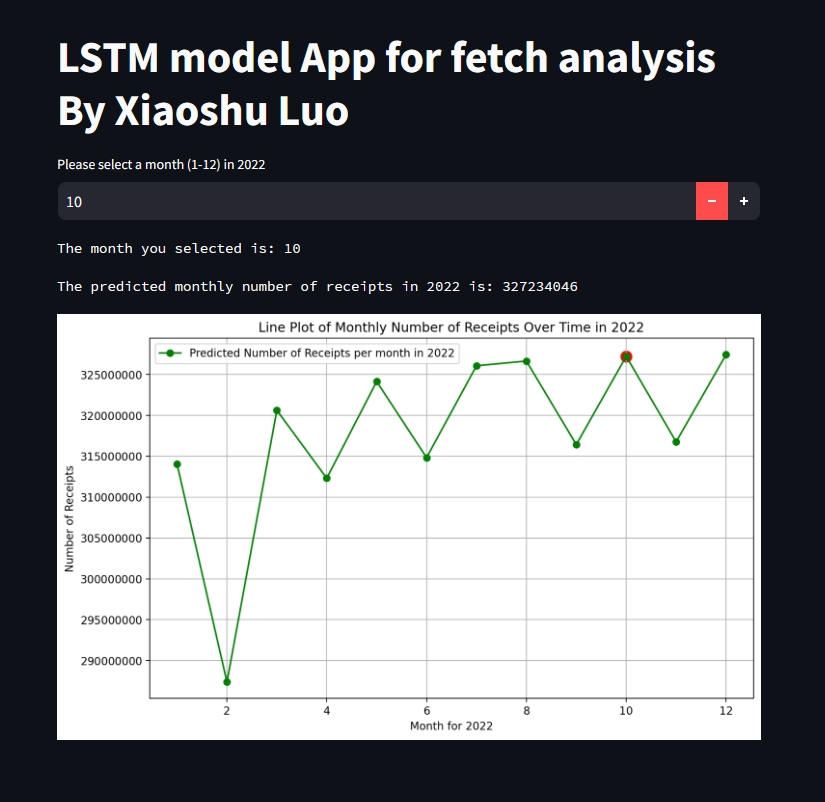 LSTM model App for fetch analysis
By Xiaoshu Luo
Please select a month (1-12) in 2022
10
The month you selected is: 10
The predicted monthly number of receipts in 2022 is: 327234046
Line Plot of Monthly Number of Receipts Over Time in 2022
Predicted Number of Receipts per month in 2022
Number of Receipts
325000000
320000000
315000000
310000000
305000000
300000000
295000000
290000000
2 4 6 8 10 12
Month for 2022